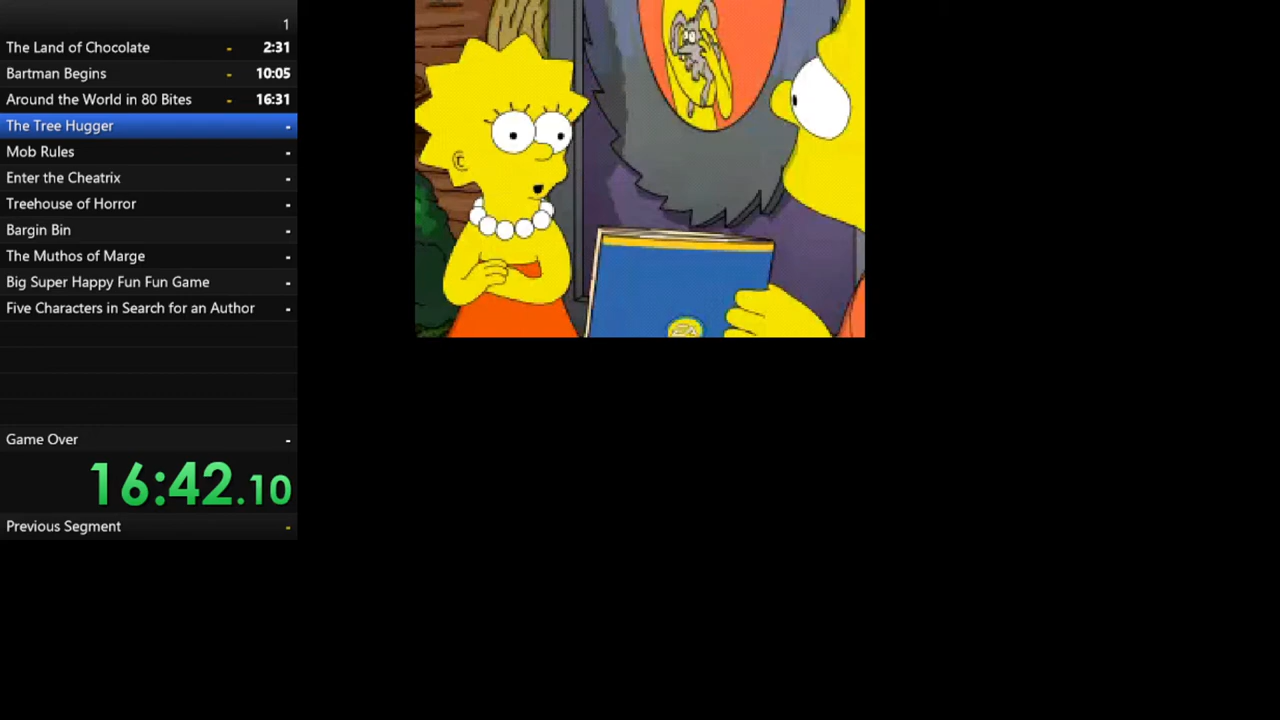 1
The Land of Chocolate - 2:31
Bartman Begins - 10:05
Around the World in 80 Bites - 16:31
The Tree Hugger -
Mob Rules -
Enter the Cheatrix -
Treehouse of Horror -
Bargin Bin -
The Muthos of Marge -
Big Super Happy Fun Fun Game -
Five Characters in Search for an Author -
EA
Game Over -
16:42.10
Previous Segment -